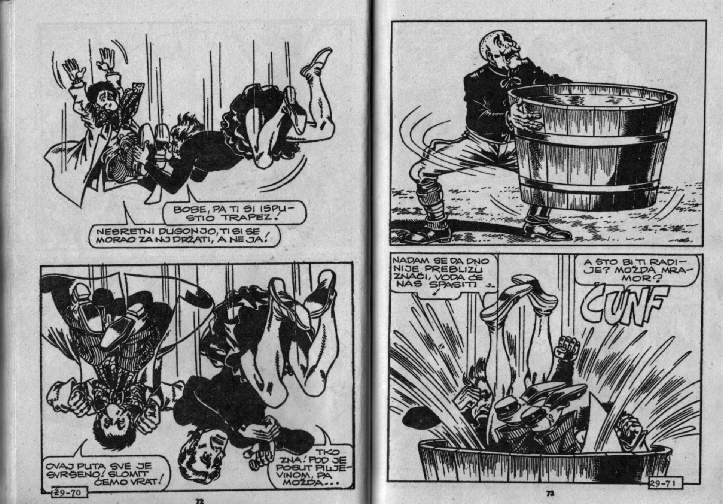 BOBE, PA TI SI ISPU-
STIO TRAPEZ!
NESRETNI DUGONJO, TI SI SE
MORAO ZA NJ DRŽATI, A NE JA!
OVAJ PUTA SVE JE
SVRŠENO! SLOMIT
ĆEMO VRAT!
TKO
ZNA! POD JE
POSUT PILJE-
VINOM, PA
MOŽDA...
29-70
72
NADAM SE DA DNO
NIJE PREBLIZU
ZNAČI, VODA ĆE
NAS SPASITI
A ŠTO BI TI RADI-
JE? MOŽDA MRA-
MOR?
ČUNF
29-71
73